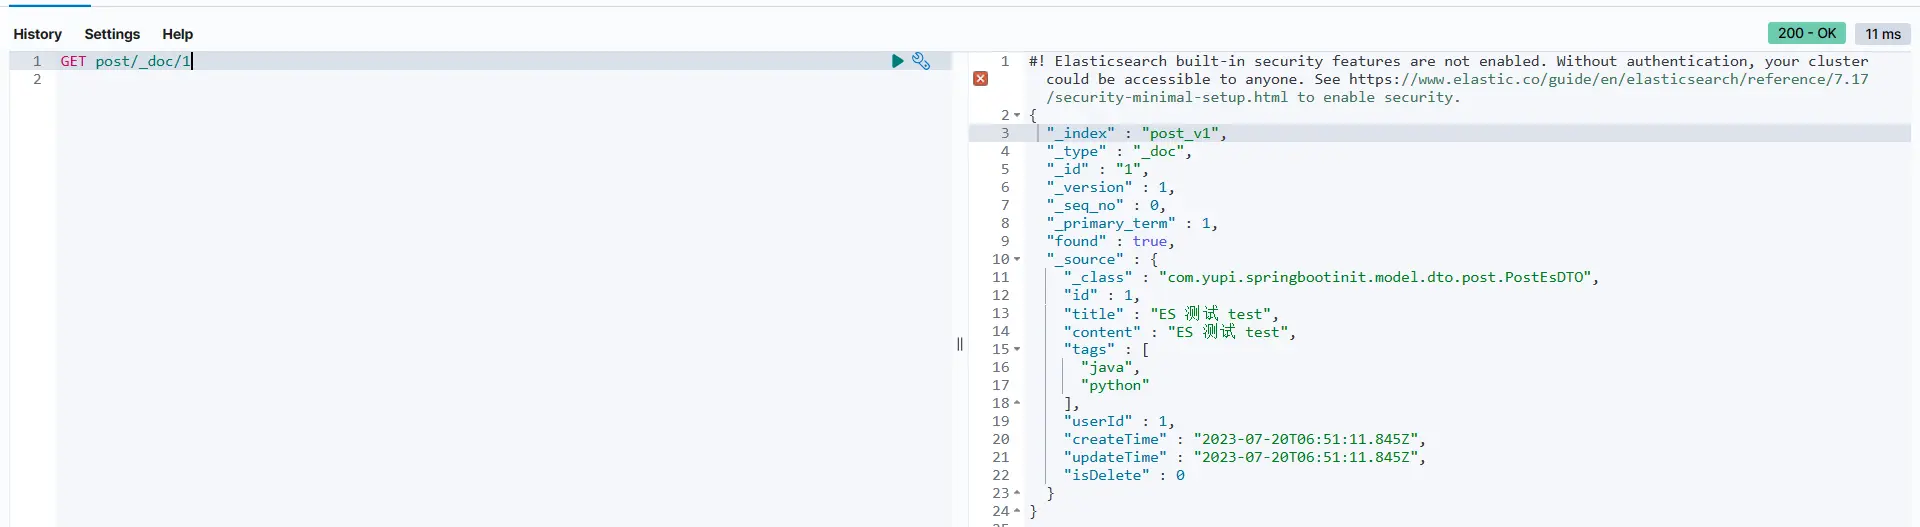 History Settings Help
200 - OK 11 ms
1 GET post/_doc/1
2
1 #! Elasticsearch built-in security features are not enabled. Without authentication, your cluster
could be accessible to anyone. See https://www.elastic.co/guide/en/elasticsearch/reference/7.17
/security-minimal-setup.html to enable security.
2 {
3 "_index" : "post_v1",
4 "_type" : "_doc",
5 "_id" : "1",
6 "_version" : 1,
7 "_seq_no" : 0,
8 "_primary_term" : 1,
9 "found" : true,
10 "_source" : {
11 "_class" : "com.yupi.springbootinit.model.dto.post.PostEsDTO",
12 "id" : 1,
13 "title" : "ES 测试 test",
14 "content" : "ES 测试 test",
15 "tags" : [
16 "java",
17 "python"
18 ],
19 "userId" : 1,
20 "createTime" : "2023-07-20T06:51:11.845Z",
21 "updateTime" : "2023-07-20T06:51:11.845Z",
22 "isDelete" : 0
23 }
24 }